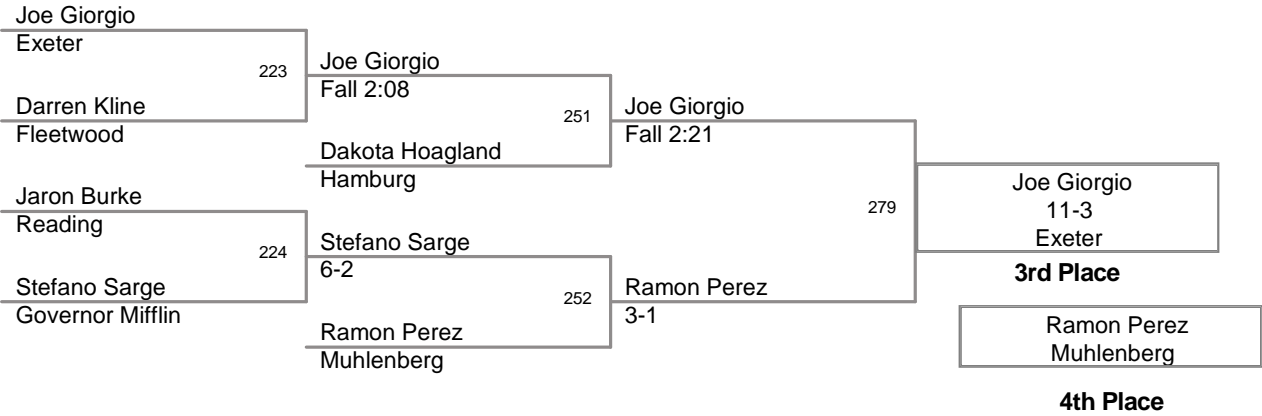 Joe Giorgio
Exeter
223
Darren Kline
Fleetwood
Jaron Burke
Reading
224
Stefano Sarge
Governor Mifflin
Joe Giorgio
Fall 2:08
251
Dakota Hoagland
Hamburg
Stefano Sarge
6-2
252
Ramon Perez
Muhlenberg
Joe Giorgio
Fall 2:21
279
Ramon Perez
3-1
Joe Giorgio
11-3
Exeter
3rd Place
Ramon Perez
Muhlenberg
4th Place